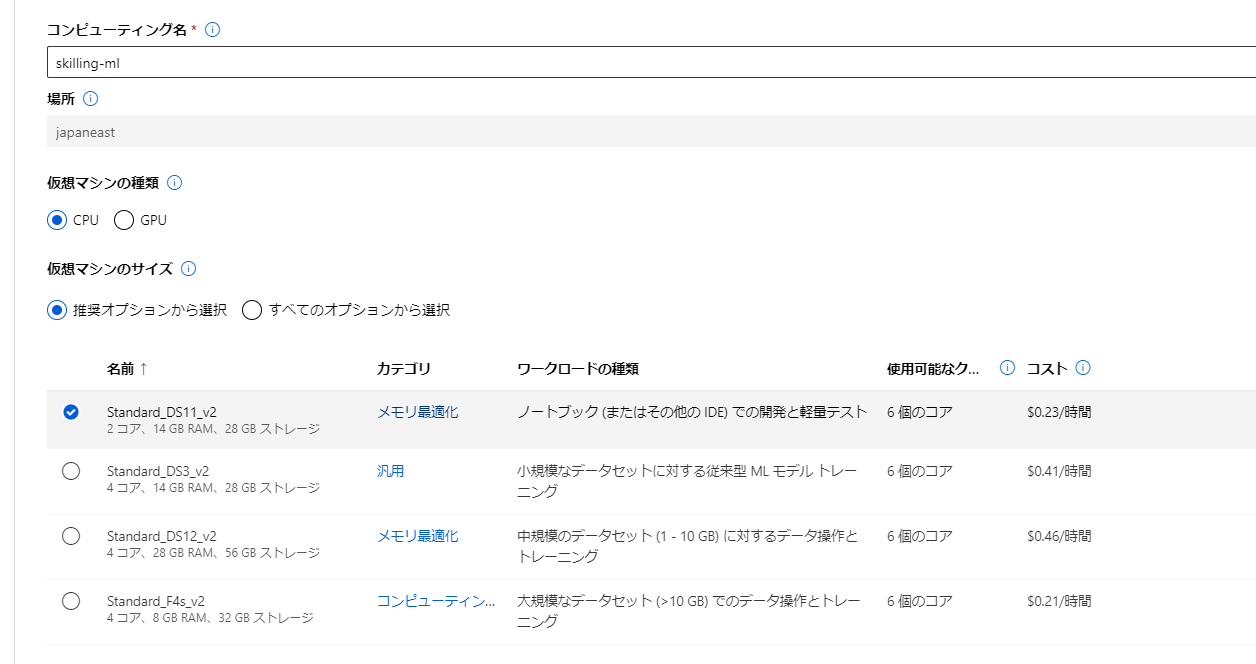 コンピューティング名 *
skilling-ml
場所
japaneast
仮想マシンの種類
CPU GPU
仮想マシンのサイズ
推奨オプションから選択 すべてのオプションから選択
名前 ↑ カテゴリ ワークロードの種類 使用可能なク... コスト
Standard_DS11_v2 メモリ最適化 ノートブック (またはその他の IDE) での開発と軽量テスト 6 個のコア $0.23/時間
2 コア、14 GB RAM、28 GB ストレージ
Standard_DS3_v2 汎用 小規模なデータセットに対する従来型 ML モデル トレー 6 個のコア $0.41/時間
4 コア、14 GB RAM、28 GB ストレージ ニング
Standard_DS12_v2 メモリ最適化 中規模のデータセット (1 - 10 GB) に対するデータ操作と 6 個のコア $0.46/時間
4 コア、28 GB RAM、56 GB ストレージ トレーニング
Standard_F4s_v2 コンピューティン... 大規模なデータセット (>10 GB) でのデータ操作とトレー 6 個のコア $0.21/時間
4 コア、8 GB RAM、32 GB ストレージ ニング